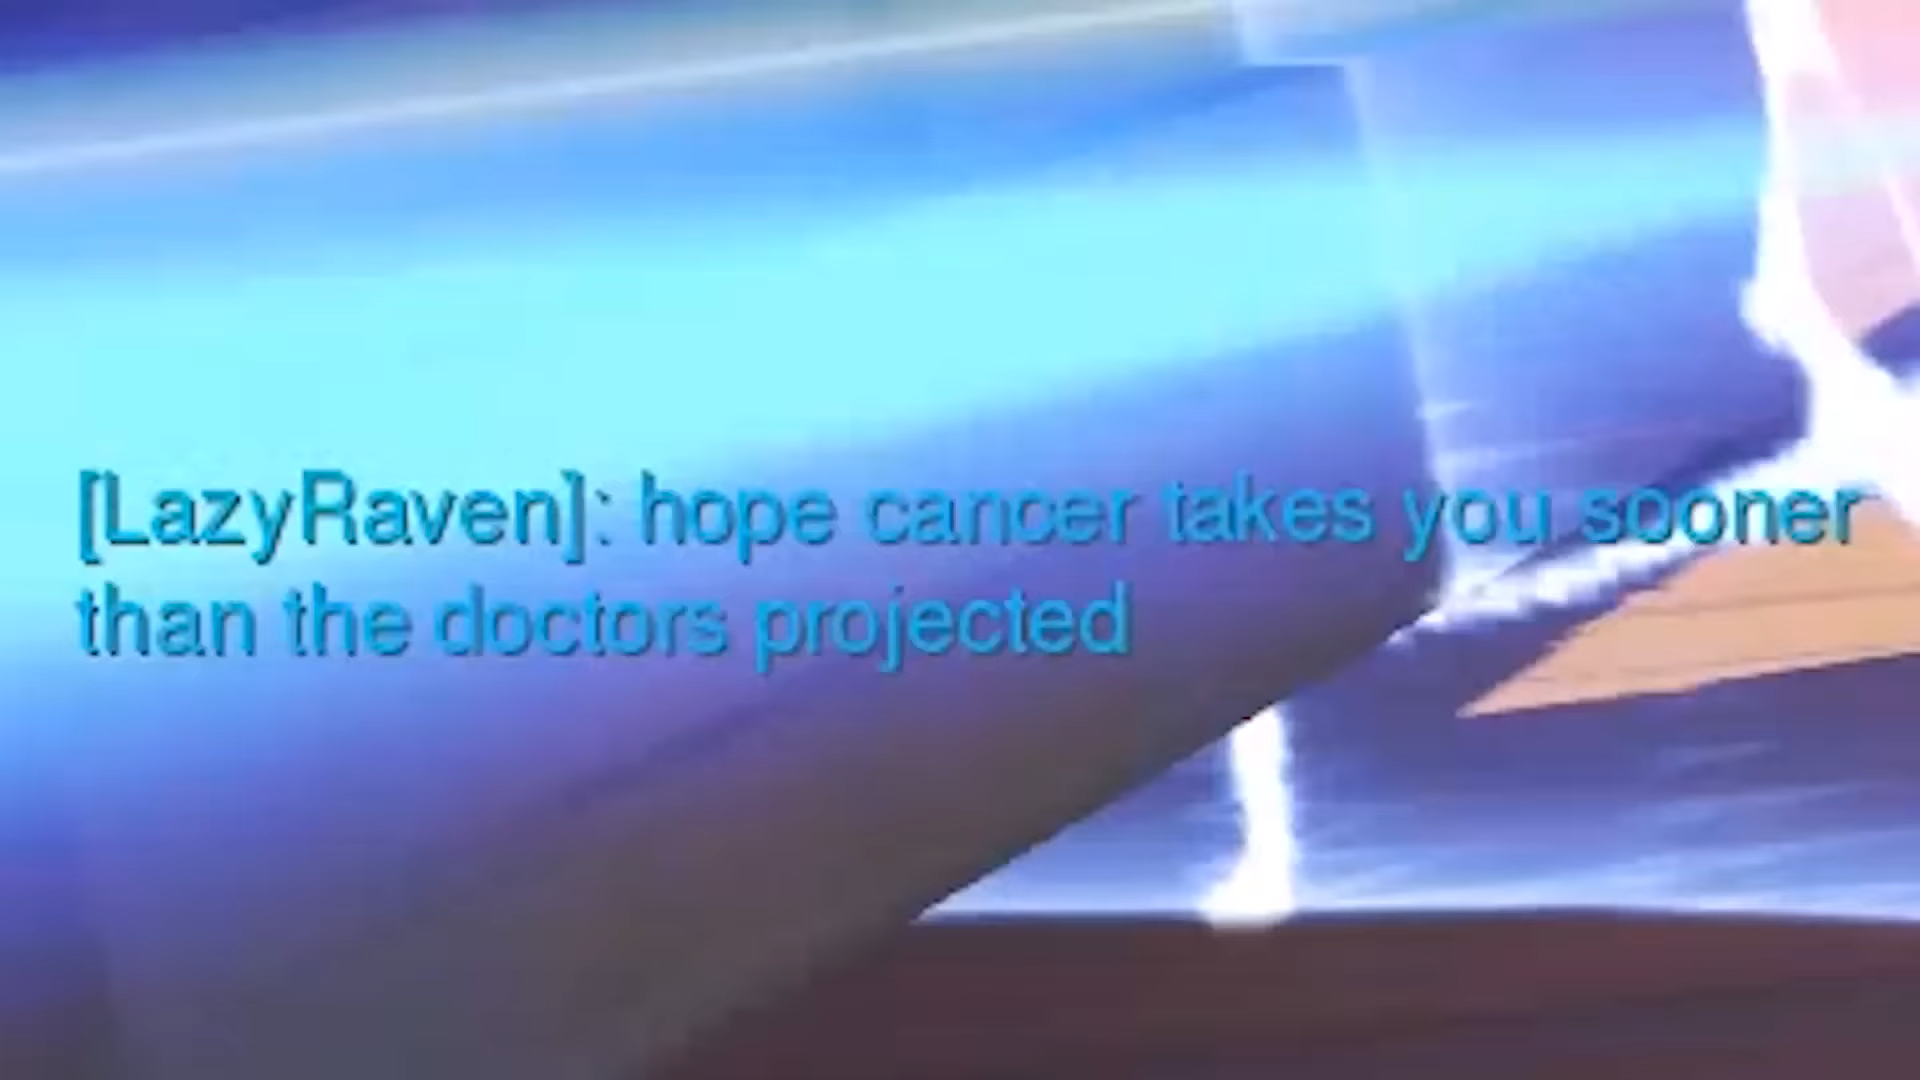 [LazyRaven]: hope cancer takes you sooner
than the doctors projected